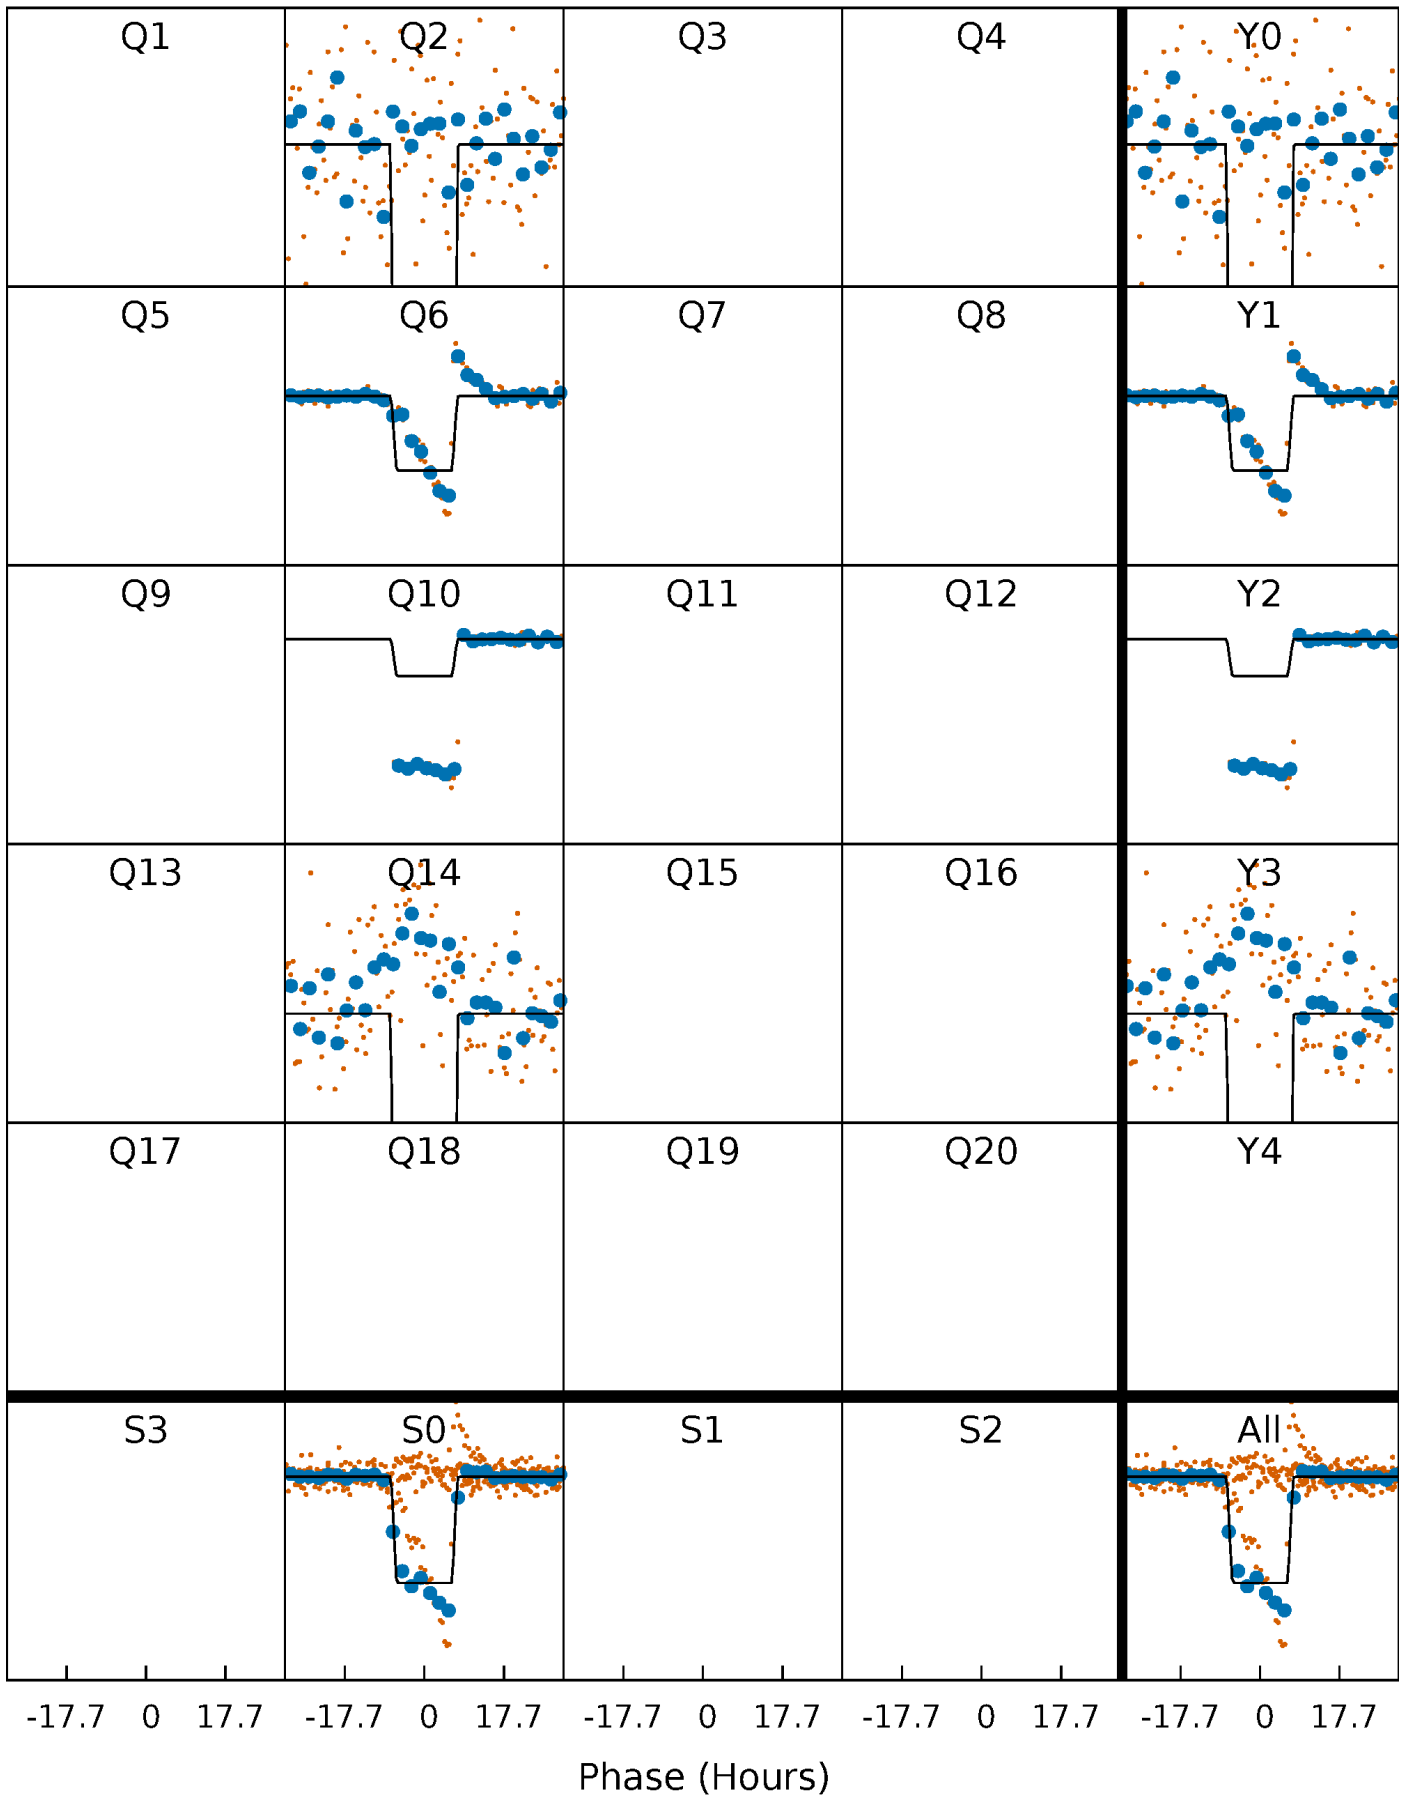 Q1 Q2 Q3 Q4 Y0
Q5 Q6 Q7 Q8 Y1
Q9 Q10 Q11 Q12 Y2
Q13 Q14 Q15 Q16 Y3
Q17 Q18 Q19 Q20 Y4
S3 S0 S1 S2 All
-17.7 0 17.7 -17.7 0 17.7 -17.7 0 17.7 -17.7 0 17.7 -17.7 0 17.7
Phase (Hours)